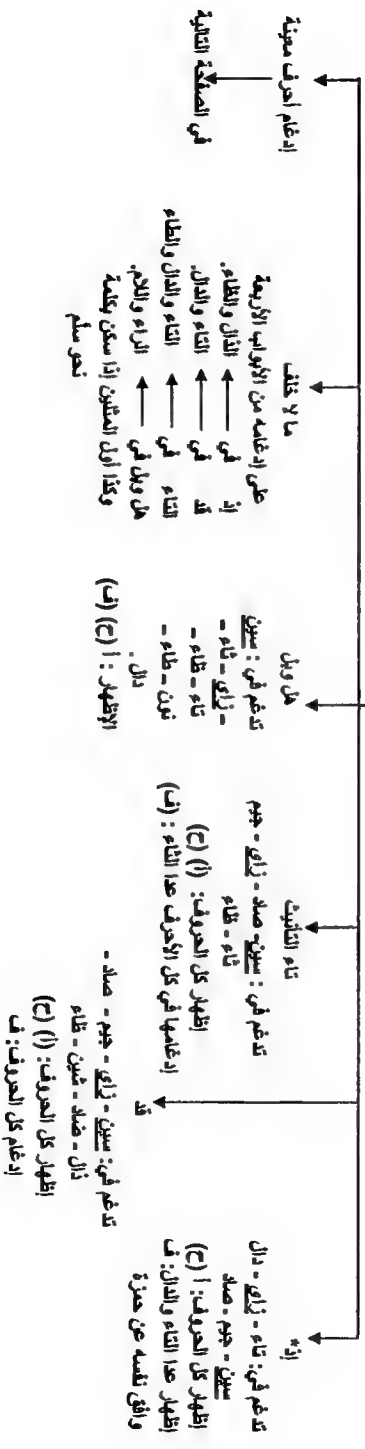 إذ*
تدغم في: تاء - زاي - دال
سين - جيم - صاد
إظهار كل الحروف: أ (ح)
إظهار عدا التاء والدال: ف
وافق نفسه عن حمزة
قد
تدغم في: سين - زاي - جيم - صاد -
ذال - ضاد - شين - ظاء
إظهار كل الحروف: (أ) (ح)
إدغام كل الحروف: ف
تاء التأنيث
تدغم في: سين - صاد - زاي - جيم
ثاء - ظاء
إظهار كل الحروف: (أ) (ح)
إدغامها في كل الأحرف عدا الثاء: (ف)
هل وبل
تدغم في: سين
- زاي - ثاء -
تاء - ظاء -
نون - طاء -
دال.
الإظهار: أ (ح) (ف)
ما لا خلف
على إدغامه من الأبواب الأربعة
إذ في الذال والظاء.
قد في التاء والدال.
التاء في التاء والدال والطاء
هل وبل في الراء واللام.
وكذا أول المثلين إذا سكن بكلمة
نحو سلم
إدغام أحرف معينة
في الصفحة التالية